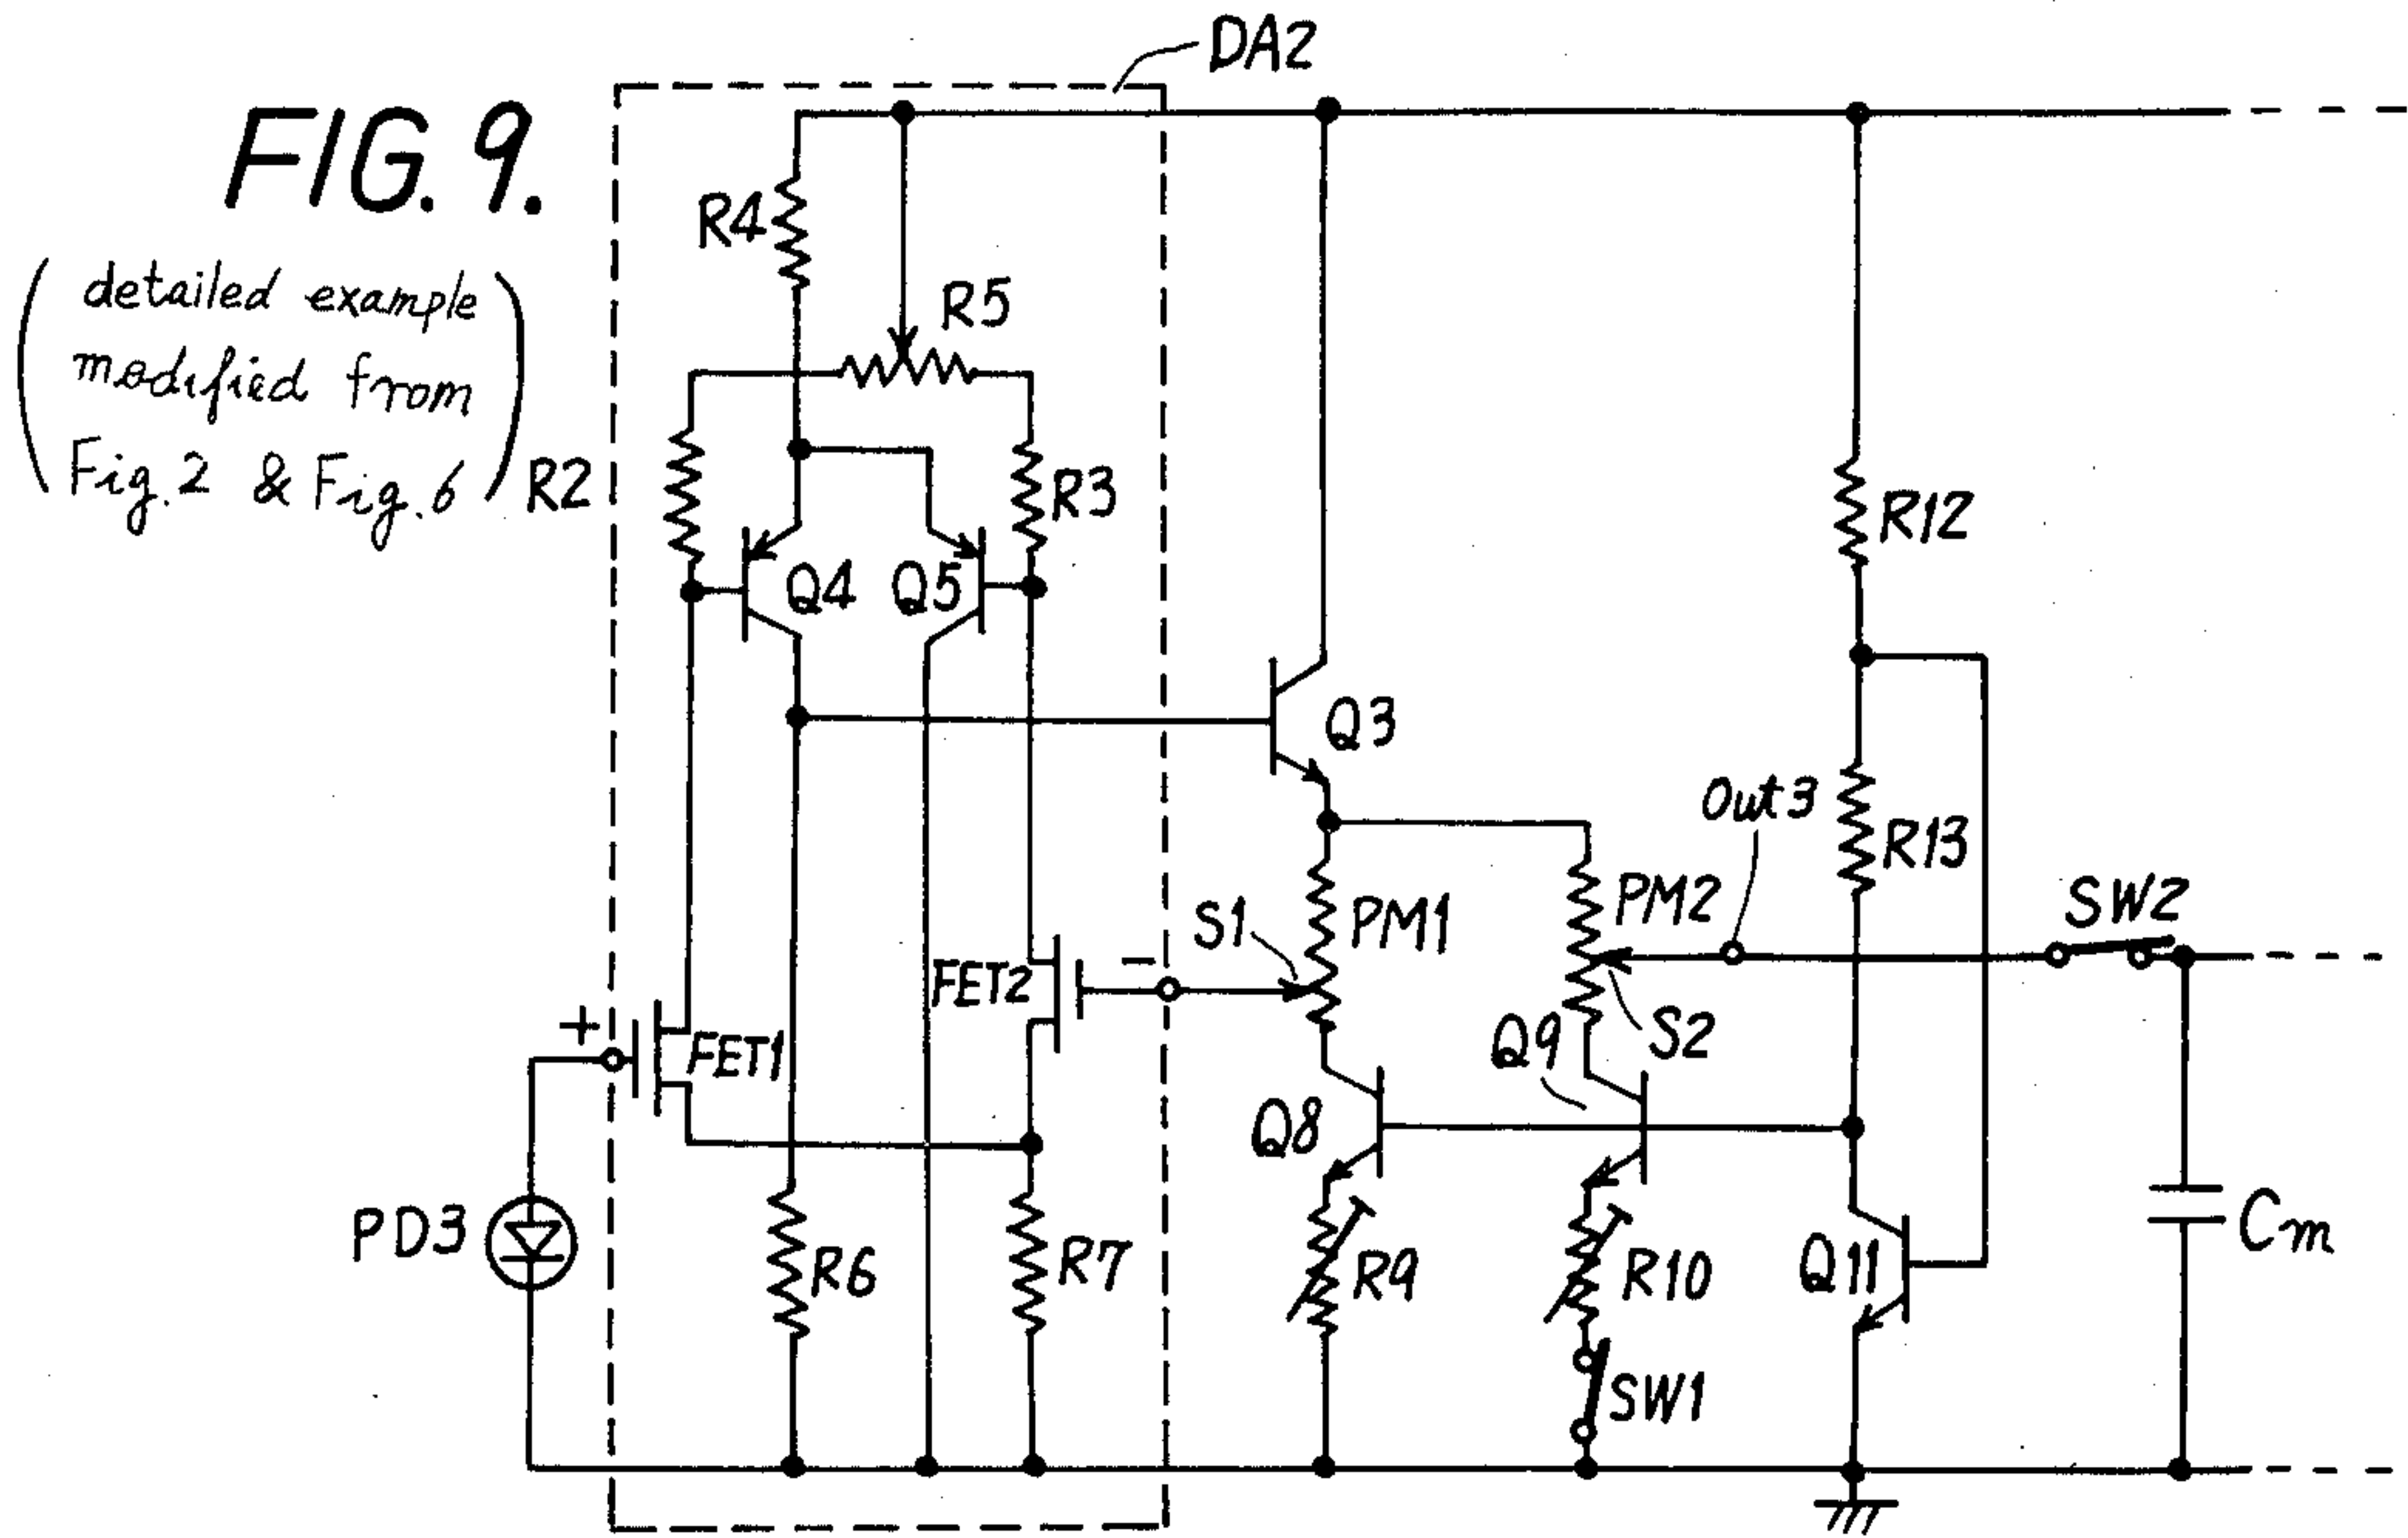 DA2
FIG. 9.
( detailed example
modified from
Fig. 2 & Fig. 6 )
R4
R5
R2
R3
R12
Q4
Q5
Q3
Out3
R13
PM1
PM2
SW2
S1
FET2
−
+
FET1
S2
Q9
Q8
PD3
R6
R7
R9
R10
Q11
Cm
SW1